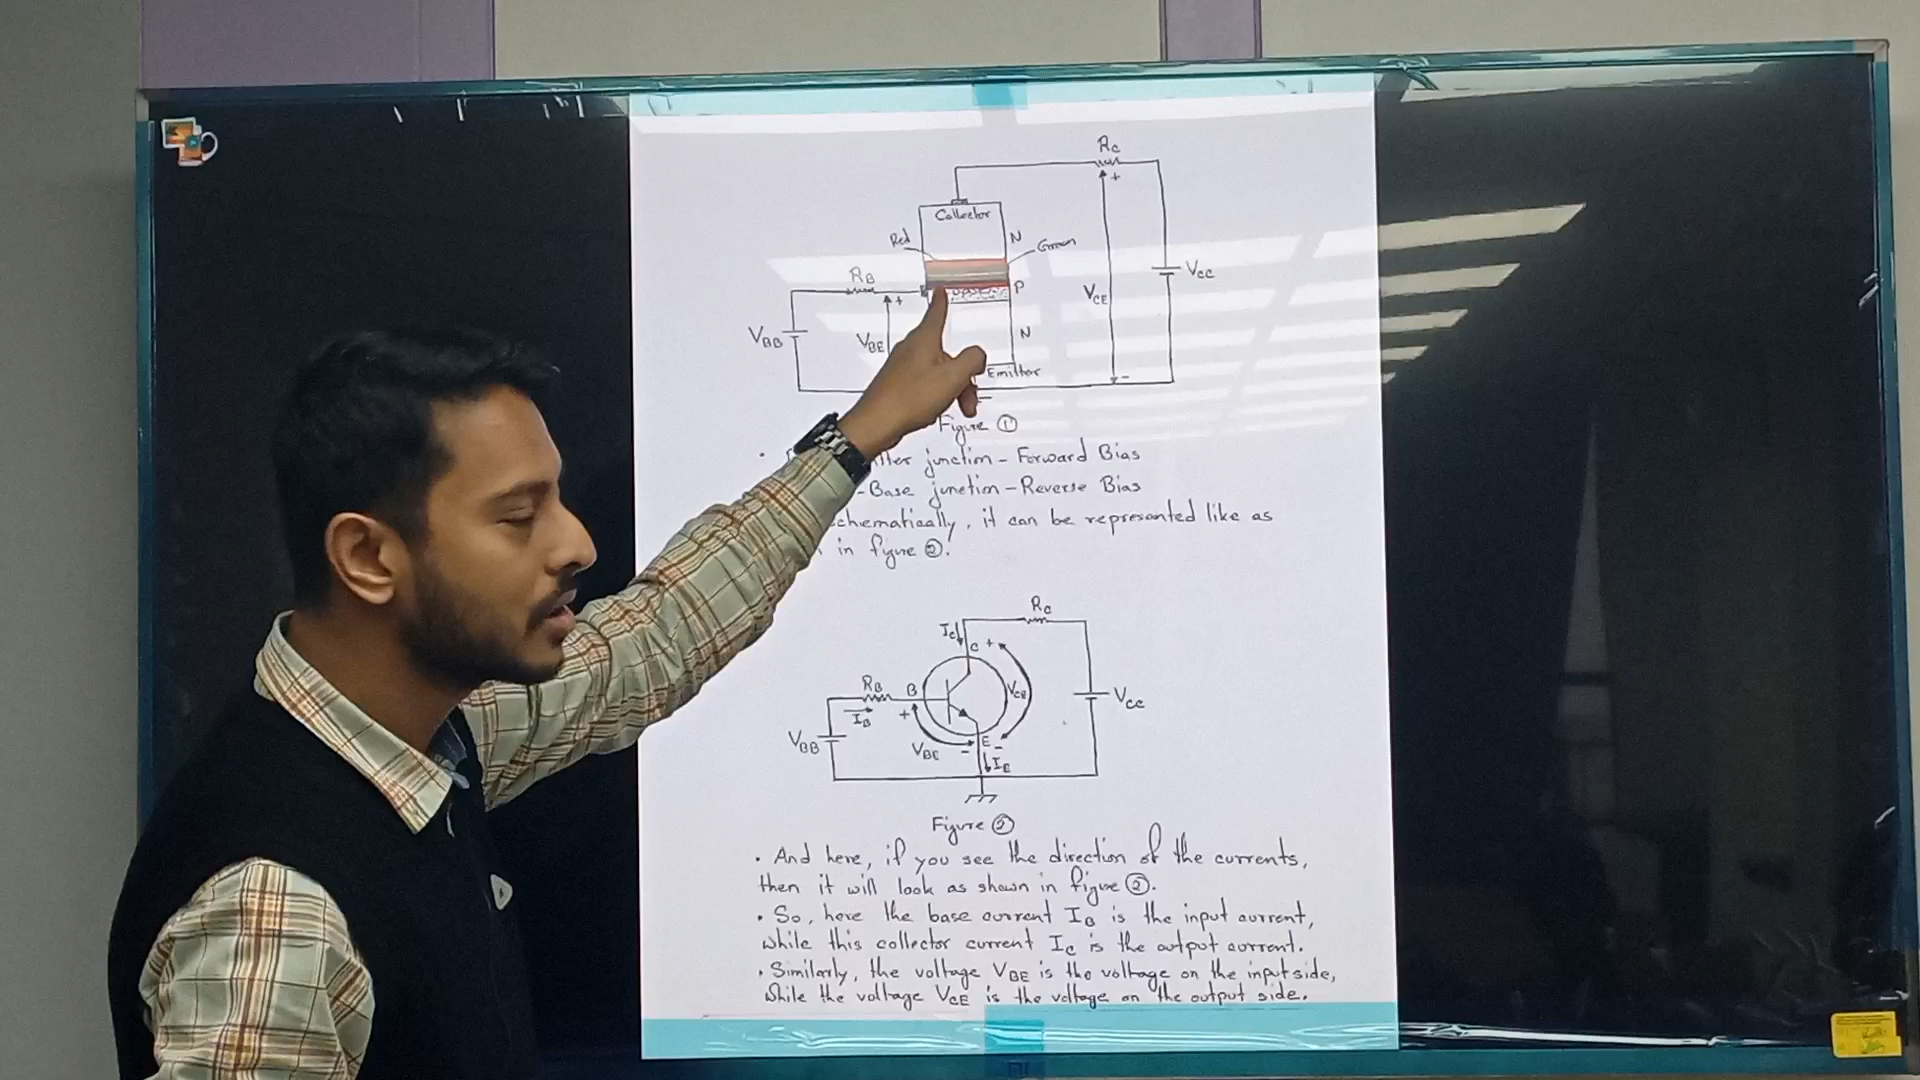 RC
Collector
Red
N
Green
RB
P
VCC
VCE
VBB
VBE
N
Emitter
Figure ①
junction - Forward Bias
-Base junction - Reverse Bias
schematically, it can be represented like as
in figure ②.
RC
IC
C
RB
B
VCE
IB
VCC
VBB
VBE
E
IE
Figure ②
· And here, if you see the direction of the currents,
then it will look as shown in figure ②.
· So, here the base current IB is the input current,
while this collector current IC is the output current.
· Similarly, the voltage VBE is the voltage on the input side,
while the voltage VCE is the voltage on the output side.